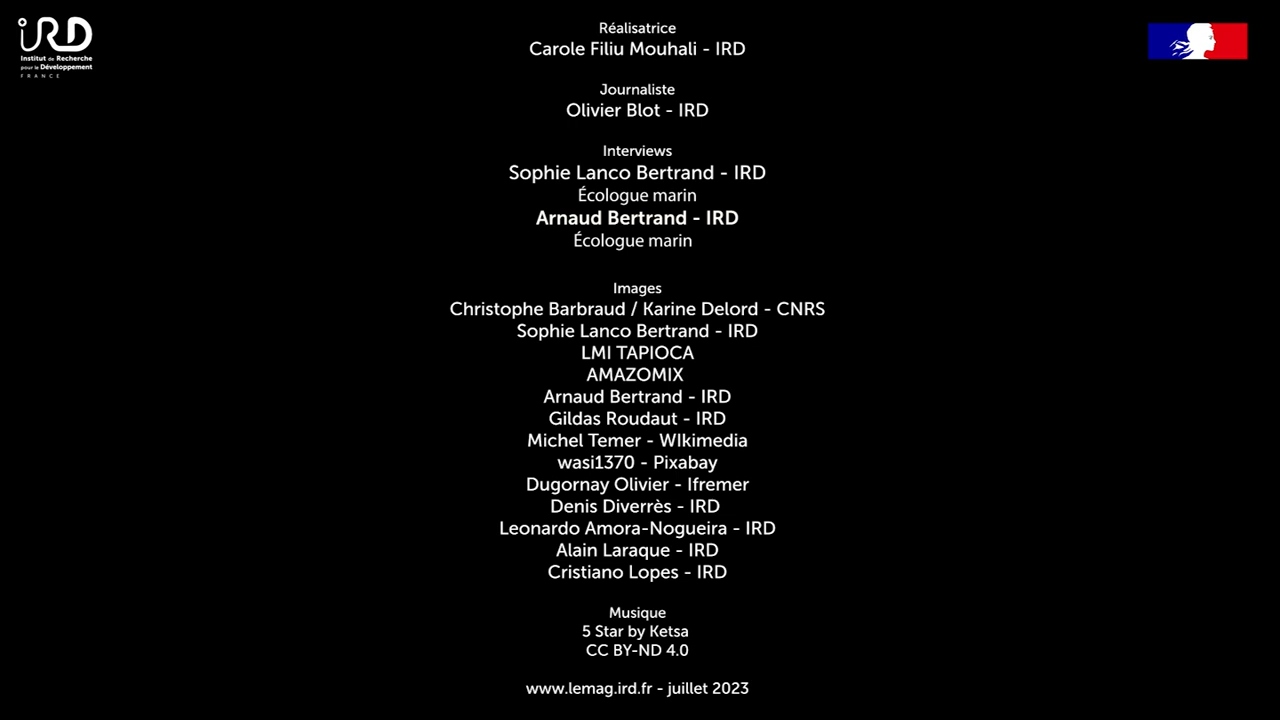 iRD
Institut de Recherche
pour le Développement
FRANCE
Réalisatrice
Carole Filiu Mouhali - IRD
Journaliste
Olivier Blot - IRD
Interviews
Sophie Lanco Bertrand - IRD
Écologue marin
Arnaud Bertrand - IRD
Écologue marin
Images
Christophe Barbraud / Karine Delord - CNRS
Sophie Lanco Bertrand - IRD
LMI TAPIOCA
AMAZOMIX
Arnaud Bertrand - IRD
Gildas Roudaut - IRD
Michel Temer - WIkimedia
wasi1370 - Pixabay
Dugornay Olivier - Ifremer
Denis Diverrès - IRD
Leonardo Amora-Nogueira - IRD
Alain Laraque - IRD
Cristiano Lopes - IRD
Musique
5 Star by Ketsa
CC BY-ND 4.0
www.lemag.ird.fr - juillet 2023